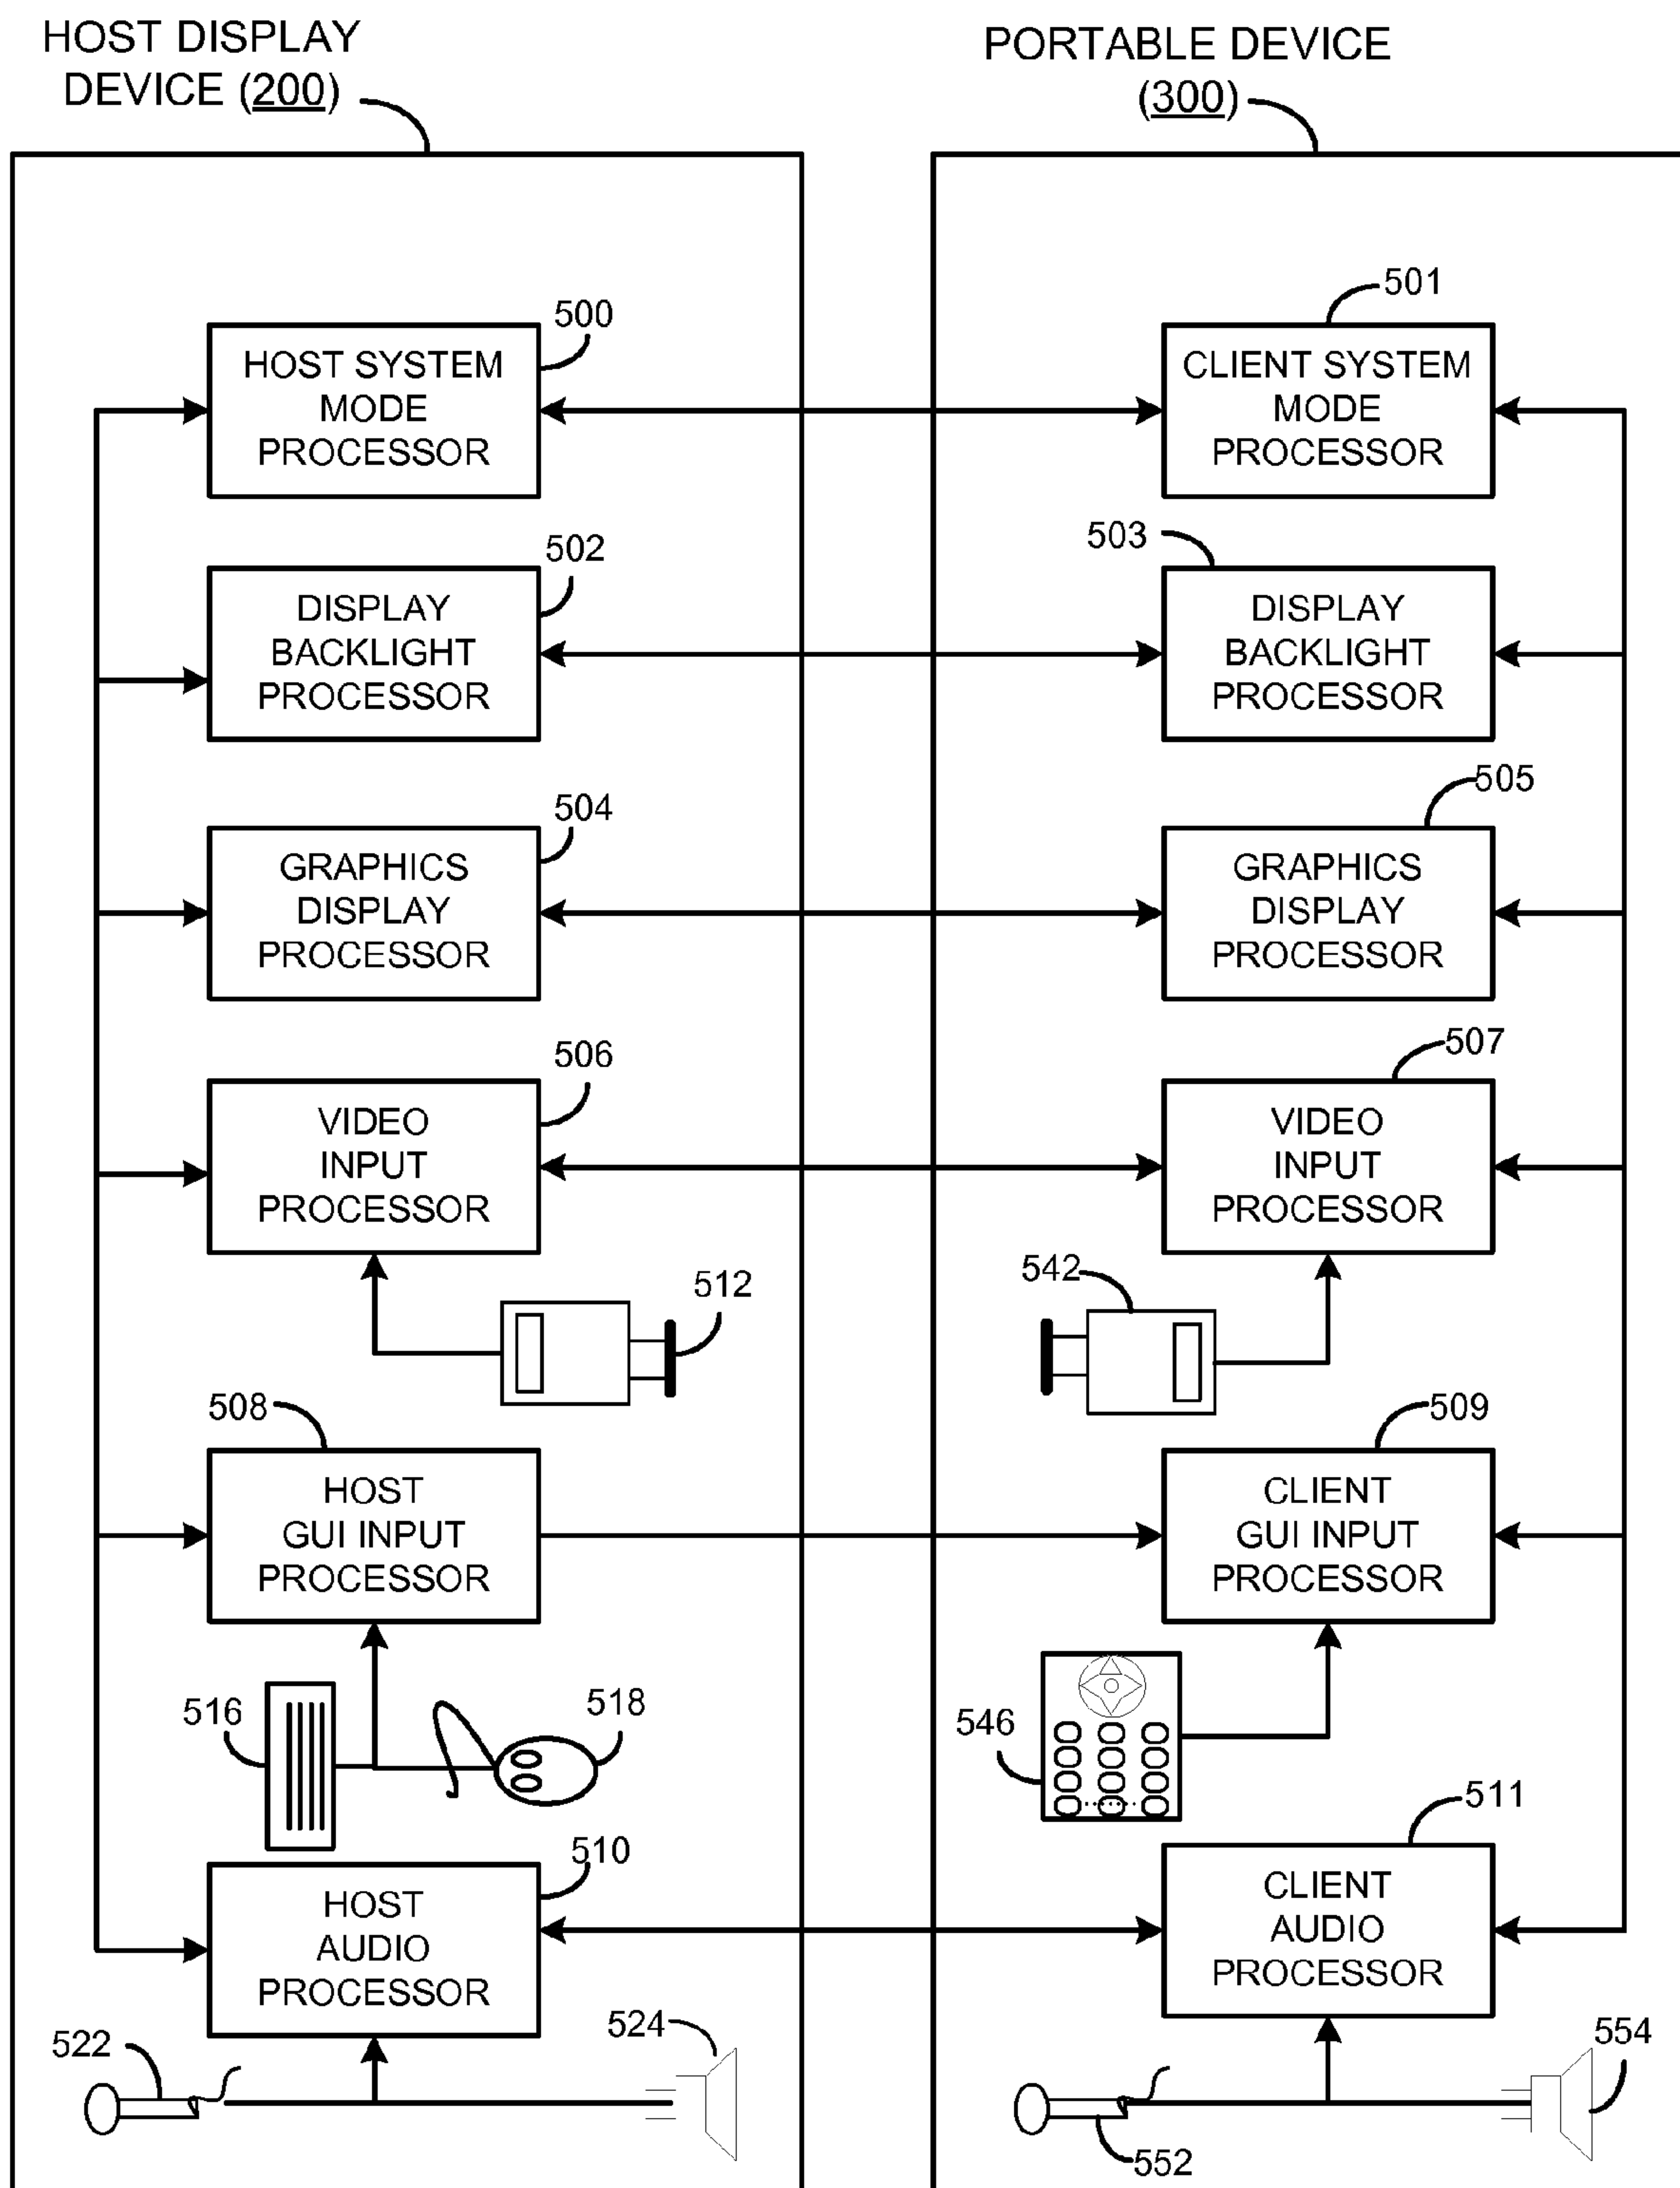 HOST DISPLAY
DEVICE (200)
PORTABLE DEVICE
(300)
500
HOST SYSTEM
MODE
PROCESSOR
501
CLIENT SYSTEM
MODE
PROCESSOR
502
DISPLAY
BACKLIGHT
PROCESSOR
503
DISPLAY
BACKLIGHT
PROCESSOR
504
GRAPHICS
DISPLAY
PROCESSOR
505
GRAPHICS
DISPLAY
PROCESSOR
506
VIDEO
INPUT
PROCESSOR
507
VIDEO
INPUT
PROCESSOR
512
542
508
HOST
GUI INPUT
PROCESSOR
509
CLIENT
GUI INPUT
PROCESSOR
516
518
546
510
HOST
AUDIO
PROCESSOR
511
CLIENT
AUDIO
PROCESSOR
522
524
552
554